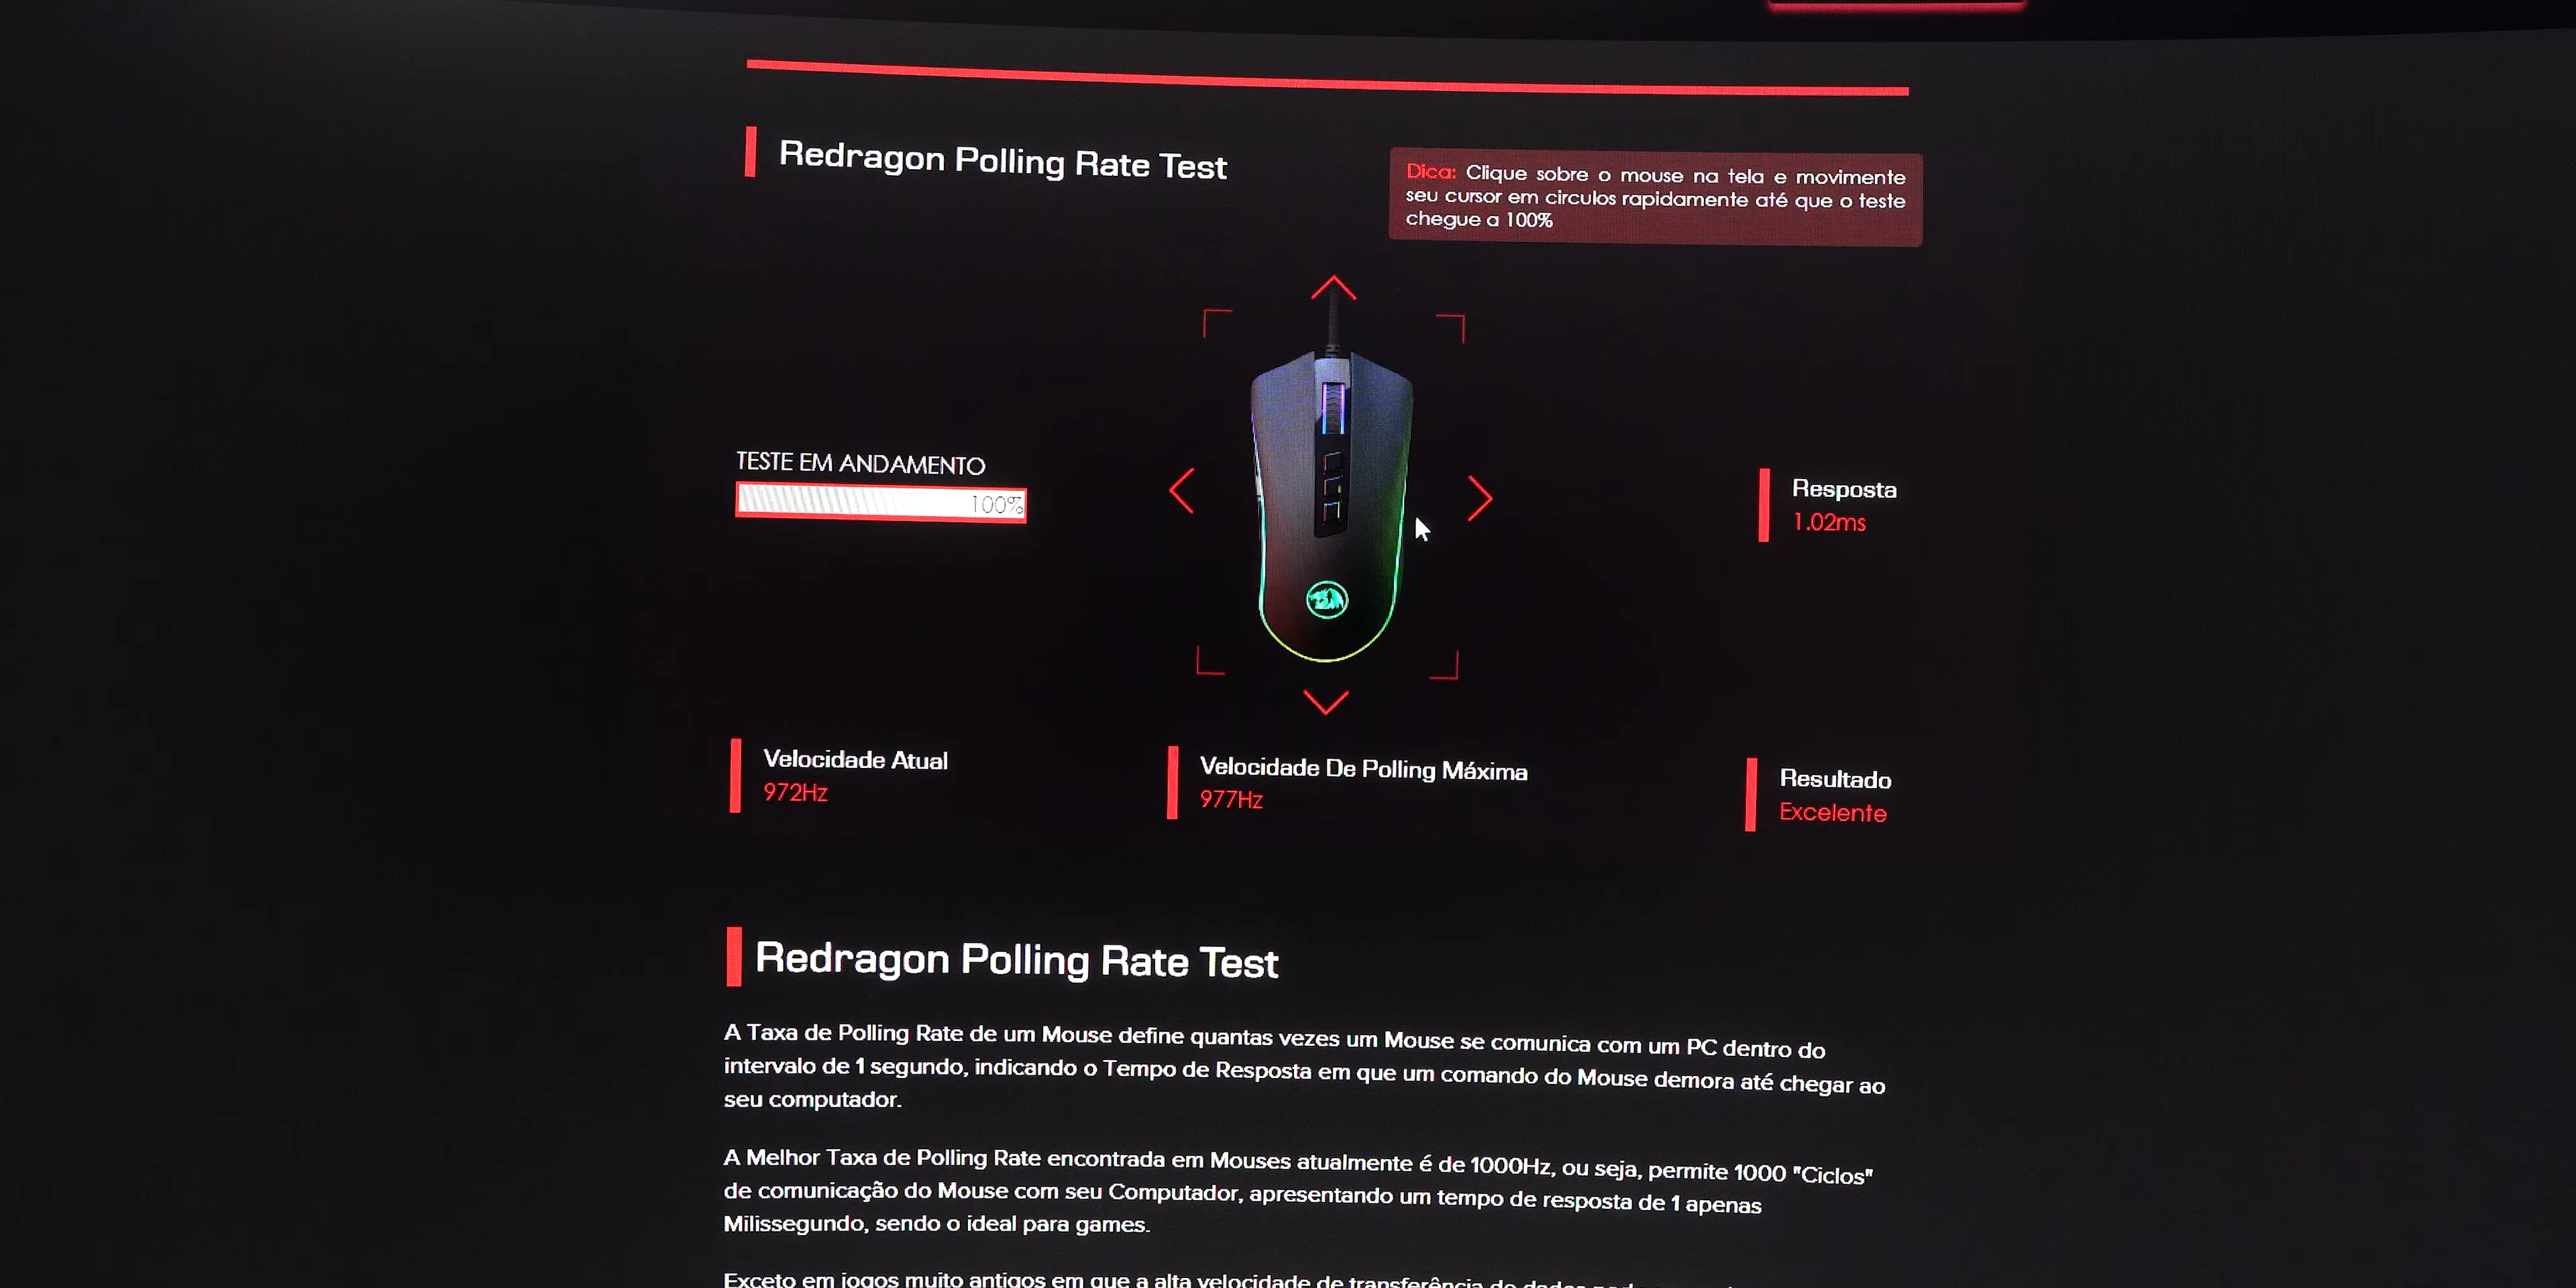 Redragon Polling Rate Test
Dica: Clique sobre o mouse na tela e movimente
seu cursor em circulos rapidamente até que o teste
chegue a 100%
TESTE EM ANDAMENTO
100%
Resposta
1.02ms
Velocidade Atual
972Hz
Velocidade De Polling Máxima
977Hz
Resultado
Excelente
Redragon Polling Rate Test
A Taxa de Polling Rate de um Mouse define quantas vezes um Mouse se comunica com um PC dentro do
intervalo de 1 segundo, indicando o Tempo de Resposta em que um comando do Mouse demora até chegar ao
seu computador.
A Melhor Taxa de Polling Rate encontrada em Mouses atualmente é de 1000Hz, ou seja, permite 1000 "Ciclos"
de comunicação do Mouse com seu Computador, apresentando um tempo de resposta de 1 apenas
Milissegundo, sendo o ideal para games.
Exceto em jogos muito antigos em que a alta velocidade de transferência de dados